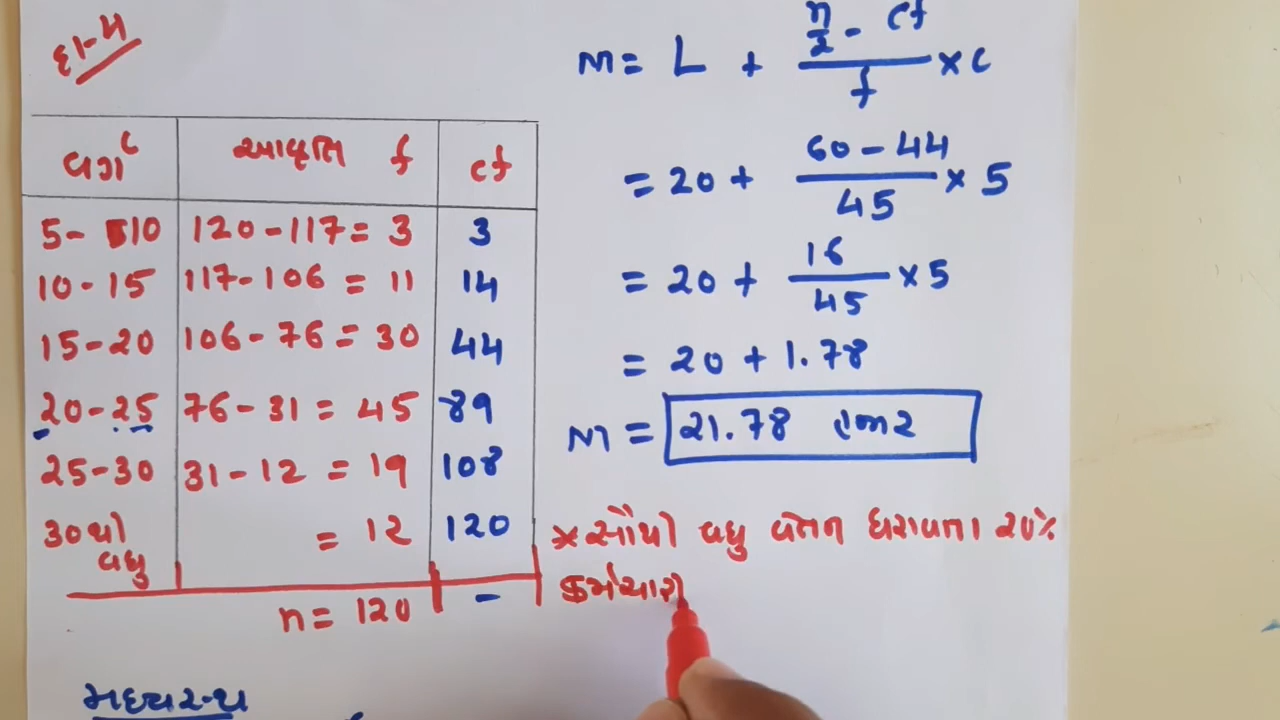 દા-૫
વર્ગ c આવૃત્તિ f cf
5-10 120-117=3 3
10-15 117-106=11 14
15-20 106-76=30 44
20-25 76-31=45 89
25-30 31-12=19 108
30થી વધુ =12 120
n=120 -
મધ્યસ્થ
M= L + n/2 - cf / f ×c
= 20 + 60-44 / 45 × 5
= 20 + 16 / 45 ×5
= 20 + 1.78
M = 21.78
*સૌથી વધુ વેતન ધરાવતા 20%
કર્મચારી